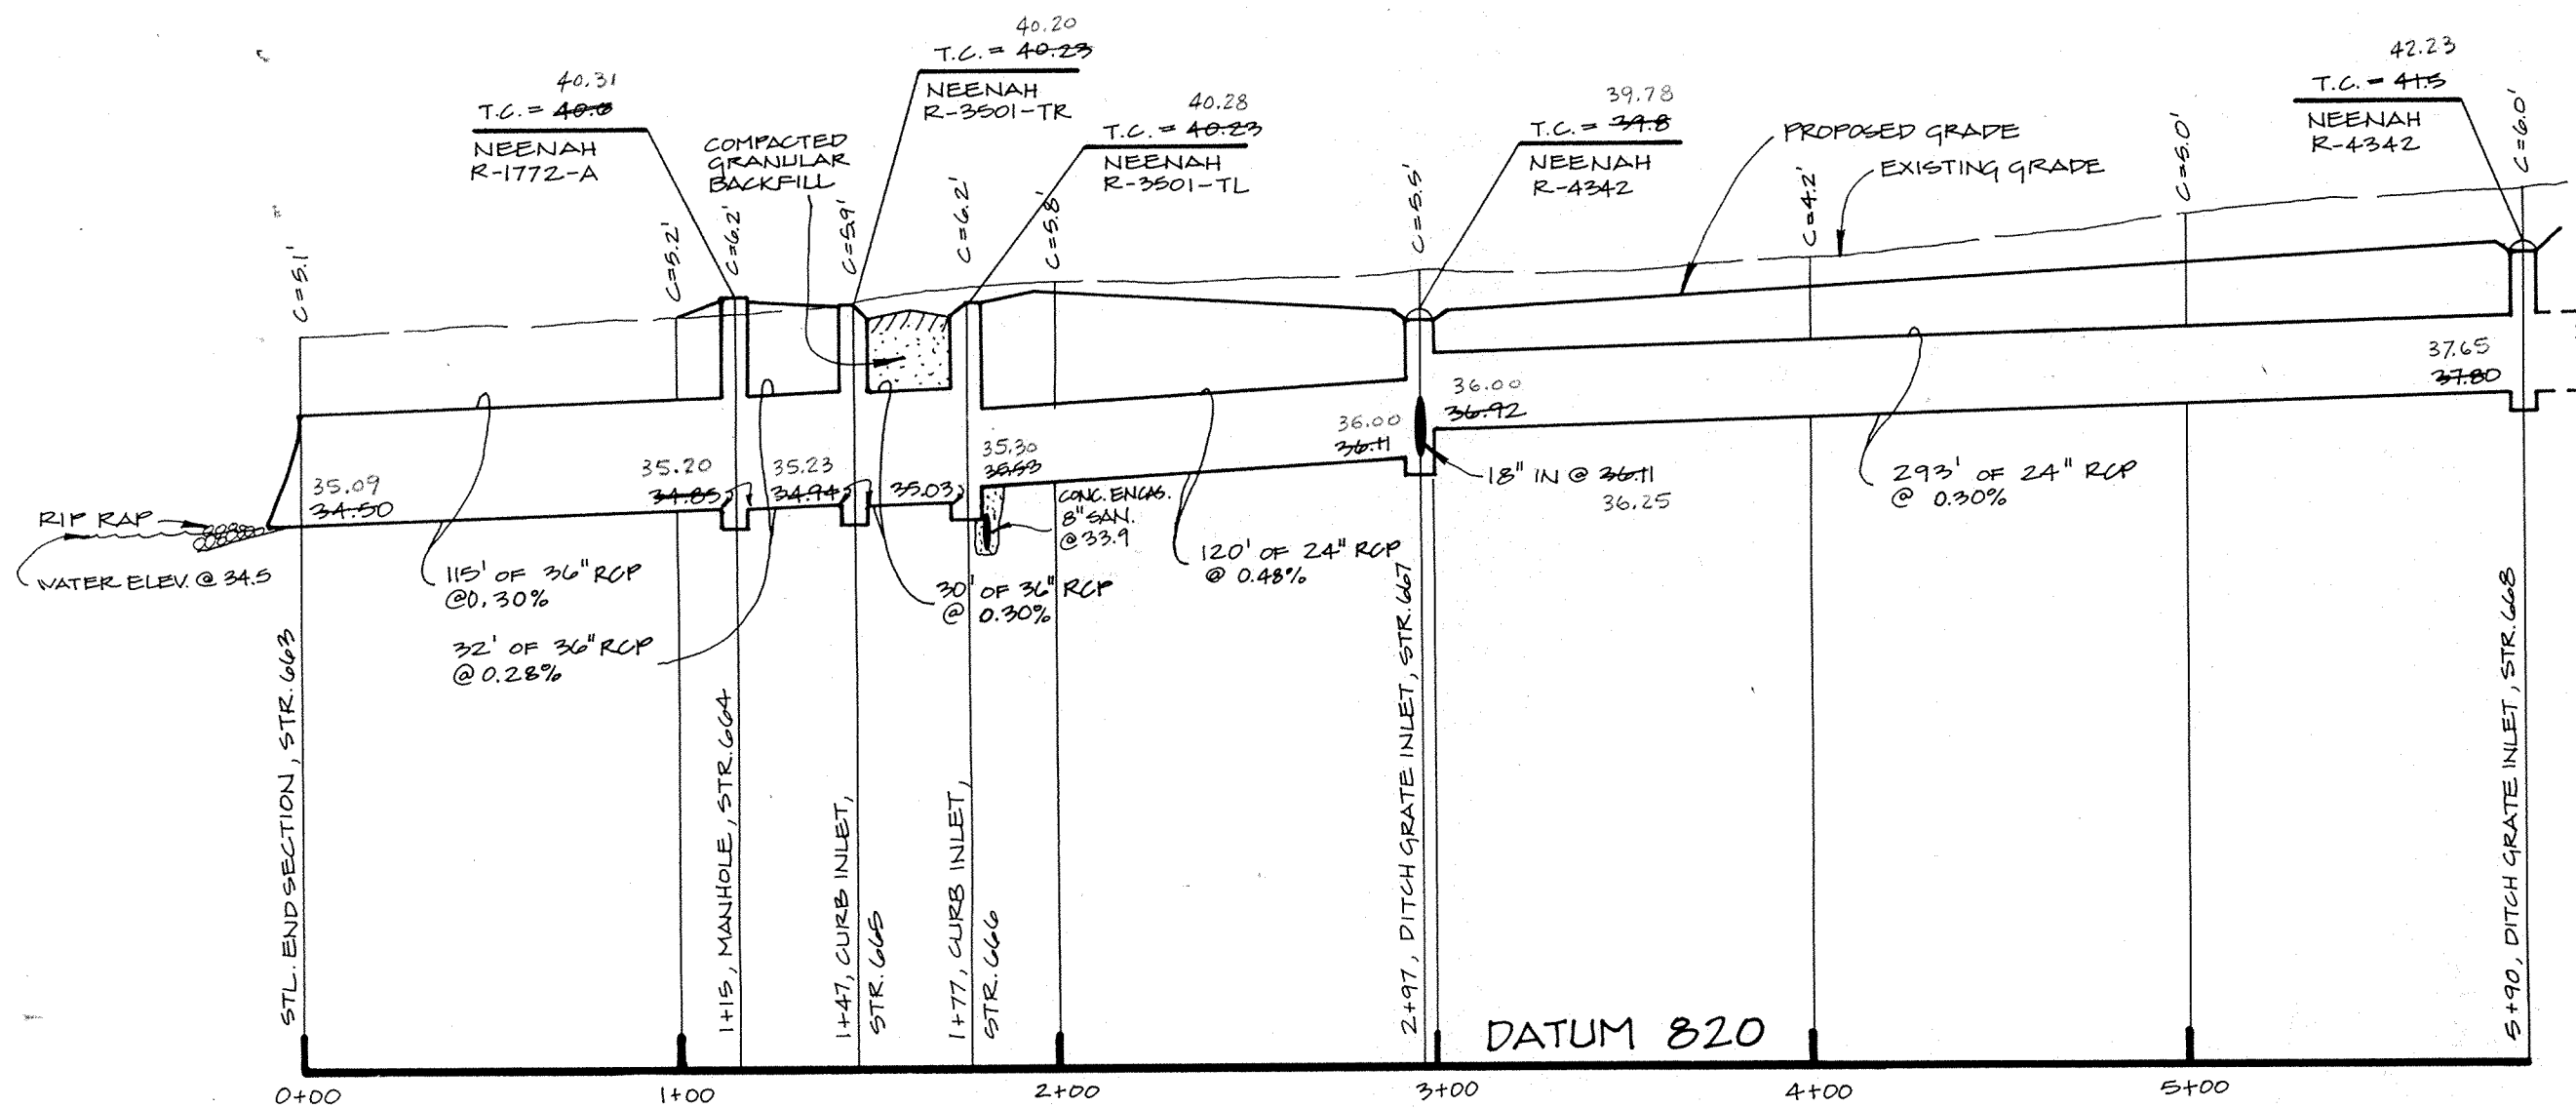 40.31
T.C. = 40.8
NEENAH
R-1772-A
COMPACTED
GRANULAR
BACKFILL
40.20
T.C. = 40.23
NEENAH
R-3501-TR
40.28
T.C. = 40.23
NEENAH
R-3501-TL
39.78
T.C. = 39.8
NEENAH
R-4342
PROPOSED GRADE
EXISTING GRADE
42.23
T.C. = 41.5
NEENAH
R-4342
C=5.1'
C=5.2'
C=6.2'
C=5.9'
C=6.2'
C=5.8'
C=5.5'
C=4.2'
C=5.0'
C=6.0'
35.09
34.50
35.20
34.85
35.23
34.94
35.03
35.30
35.53
36.00
36.11
36.00
36.92
37.65
37.80
RIP RAP
WATER ELEV. @ 34.5
115' OF 36" RCP
@0.30%
32' OF 36" RCP
@ 0.28%
30' OF 36" RCP
@ 0.30%
CONC. ENCAS.
8" SAN.
@ 33.9
120' OF 24" RCP
@ 0.48%
18" IN @ 36.11
36.25
293' OF 24" RCP
@ 0.30%
STL. END SECTION, STR. 663
1+15, MANHOLE, STR. 664
1+47, CURB INLET,
STR. 665
1+77, CURB INLET,
STR. 666
2+97, DITCH GRATE INLET, STR. 667
5+90, DITCH GRATE INLET, STR. 668
DATUM 820
0+00
1+00
2+00
3+00
4+00
5+00